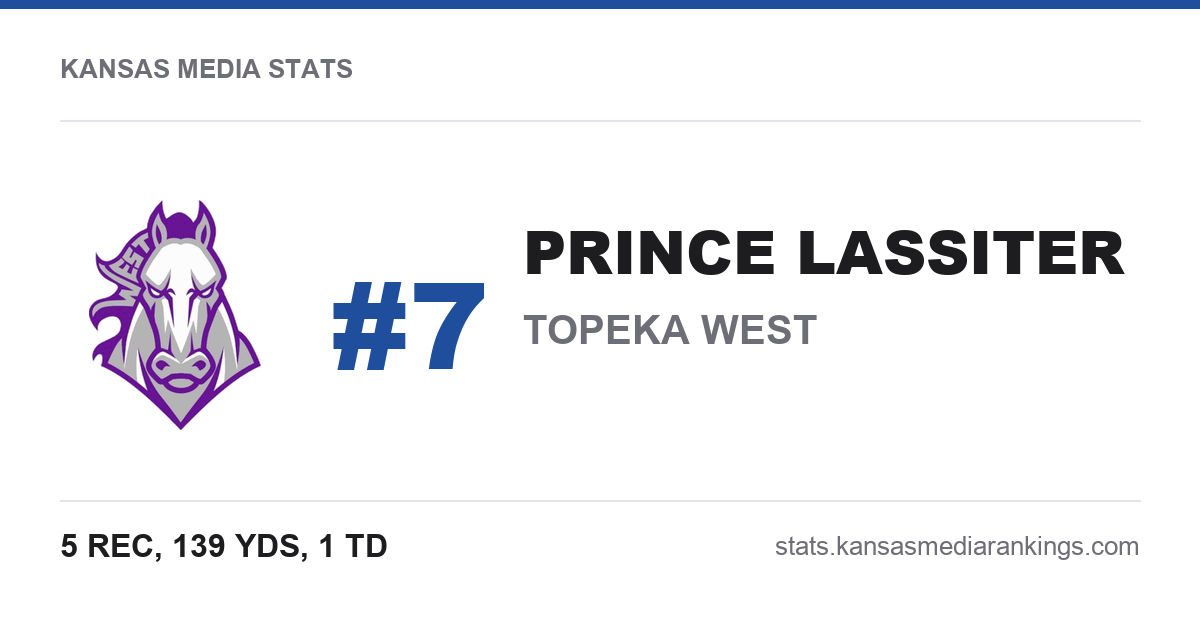 KANSAS MEDIA STATS
WEST
#7
PRINCE LASSITER
TOPEKA WEST
5 REC, 139 YDS, 1 TD
stats.kansasmediarankings.com